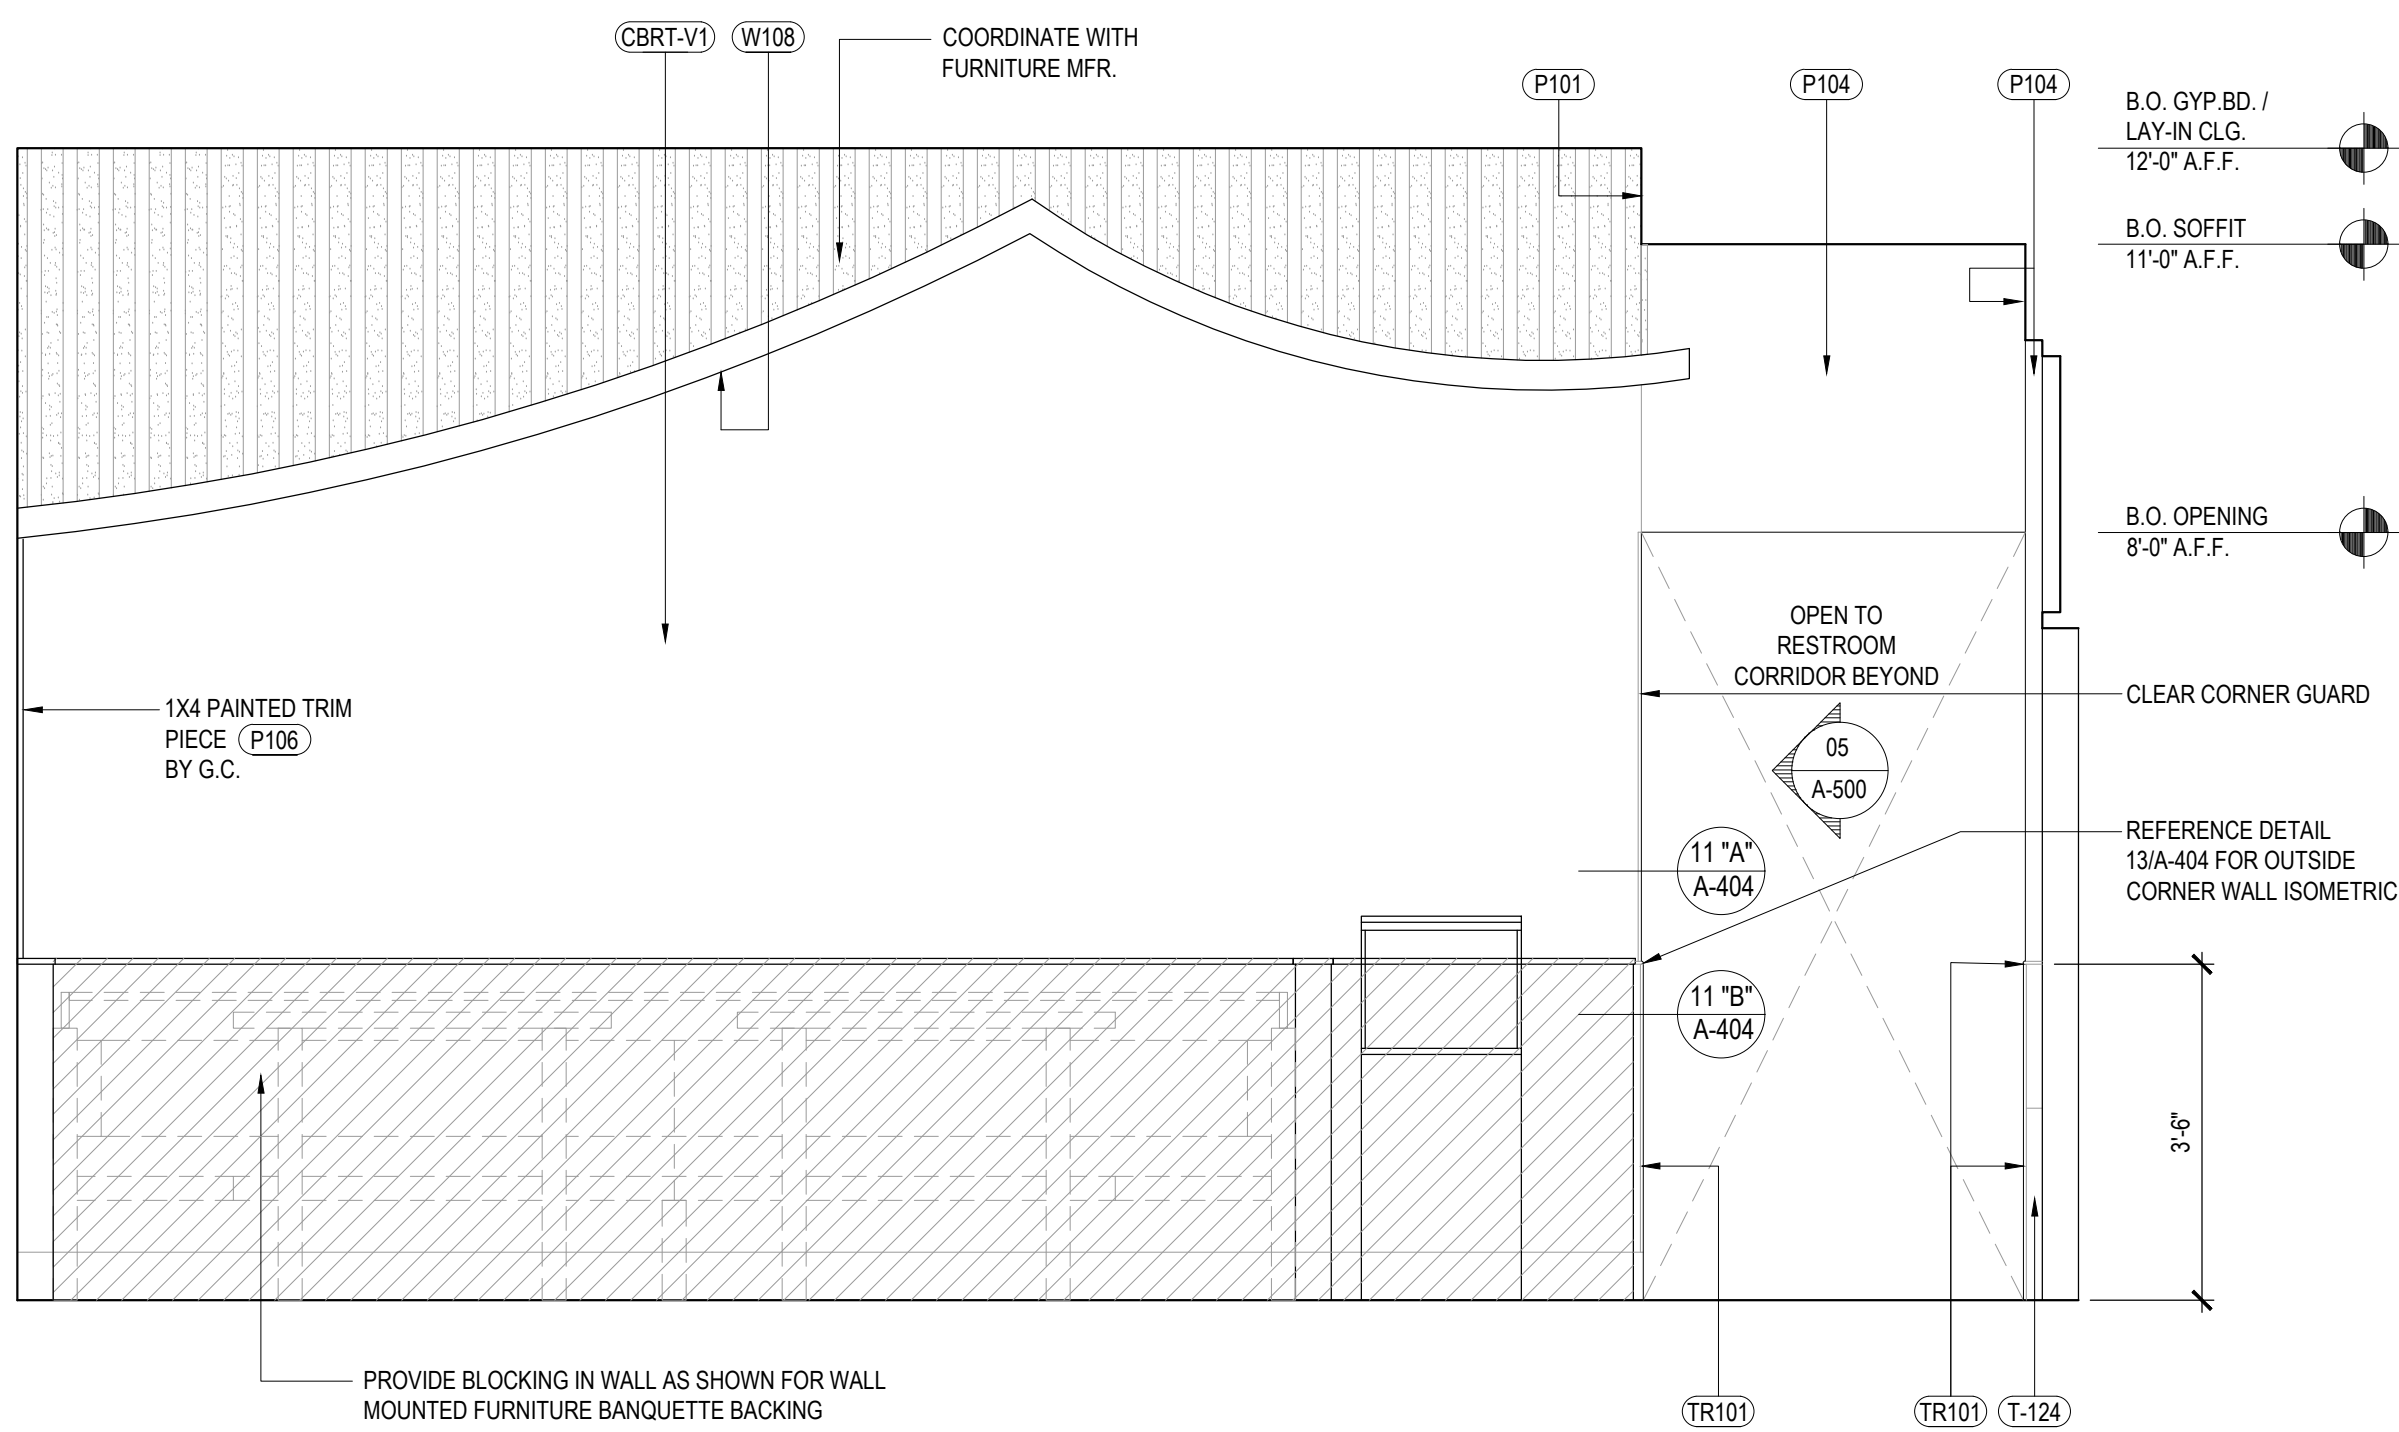 CBRT-V1
W108
COORDINATE WITH
FURNITURE MFR.
P101
P104
P104
B.O. GYP.BD. /
LAY-IN CLG.
12'-0" A.F.F.
B.O. SOFFIT
11'-0" A.F.F.
B.O. OPENING
8'-0" A.F.F.
OPEN TO
RESTROOM
CORRIDOR BEYOND
CLEAR CORNER GUARD
1X4 PAINTED TRIM
PIECE P106
BY G.C.
05
A-500
11 "A"
A-404
REFERENCE DETAIL
13/A-404 FOR OUTSIDE
CORNER WALL ISOMETRIC
11 "B"
A-404
3'-6"
PROVIDE BLOCKING IN WALL AS SHOWN FOR WALL
MOUNTED FURNITURE BANQUETTE BACKING
TR101
TR101
T-124